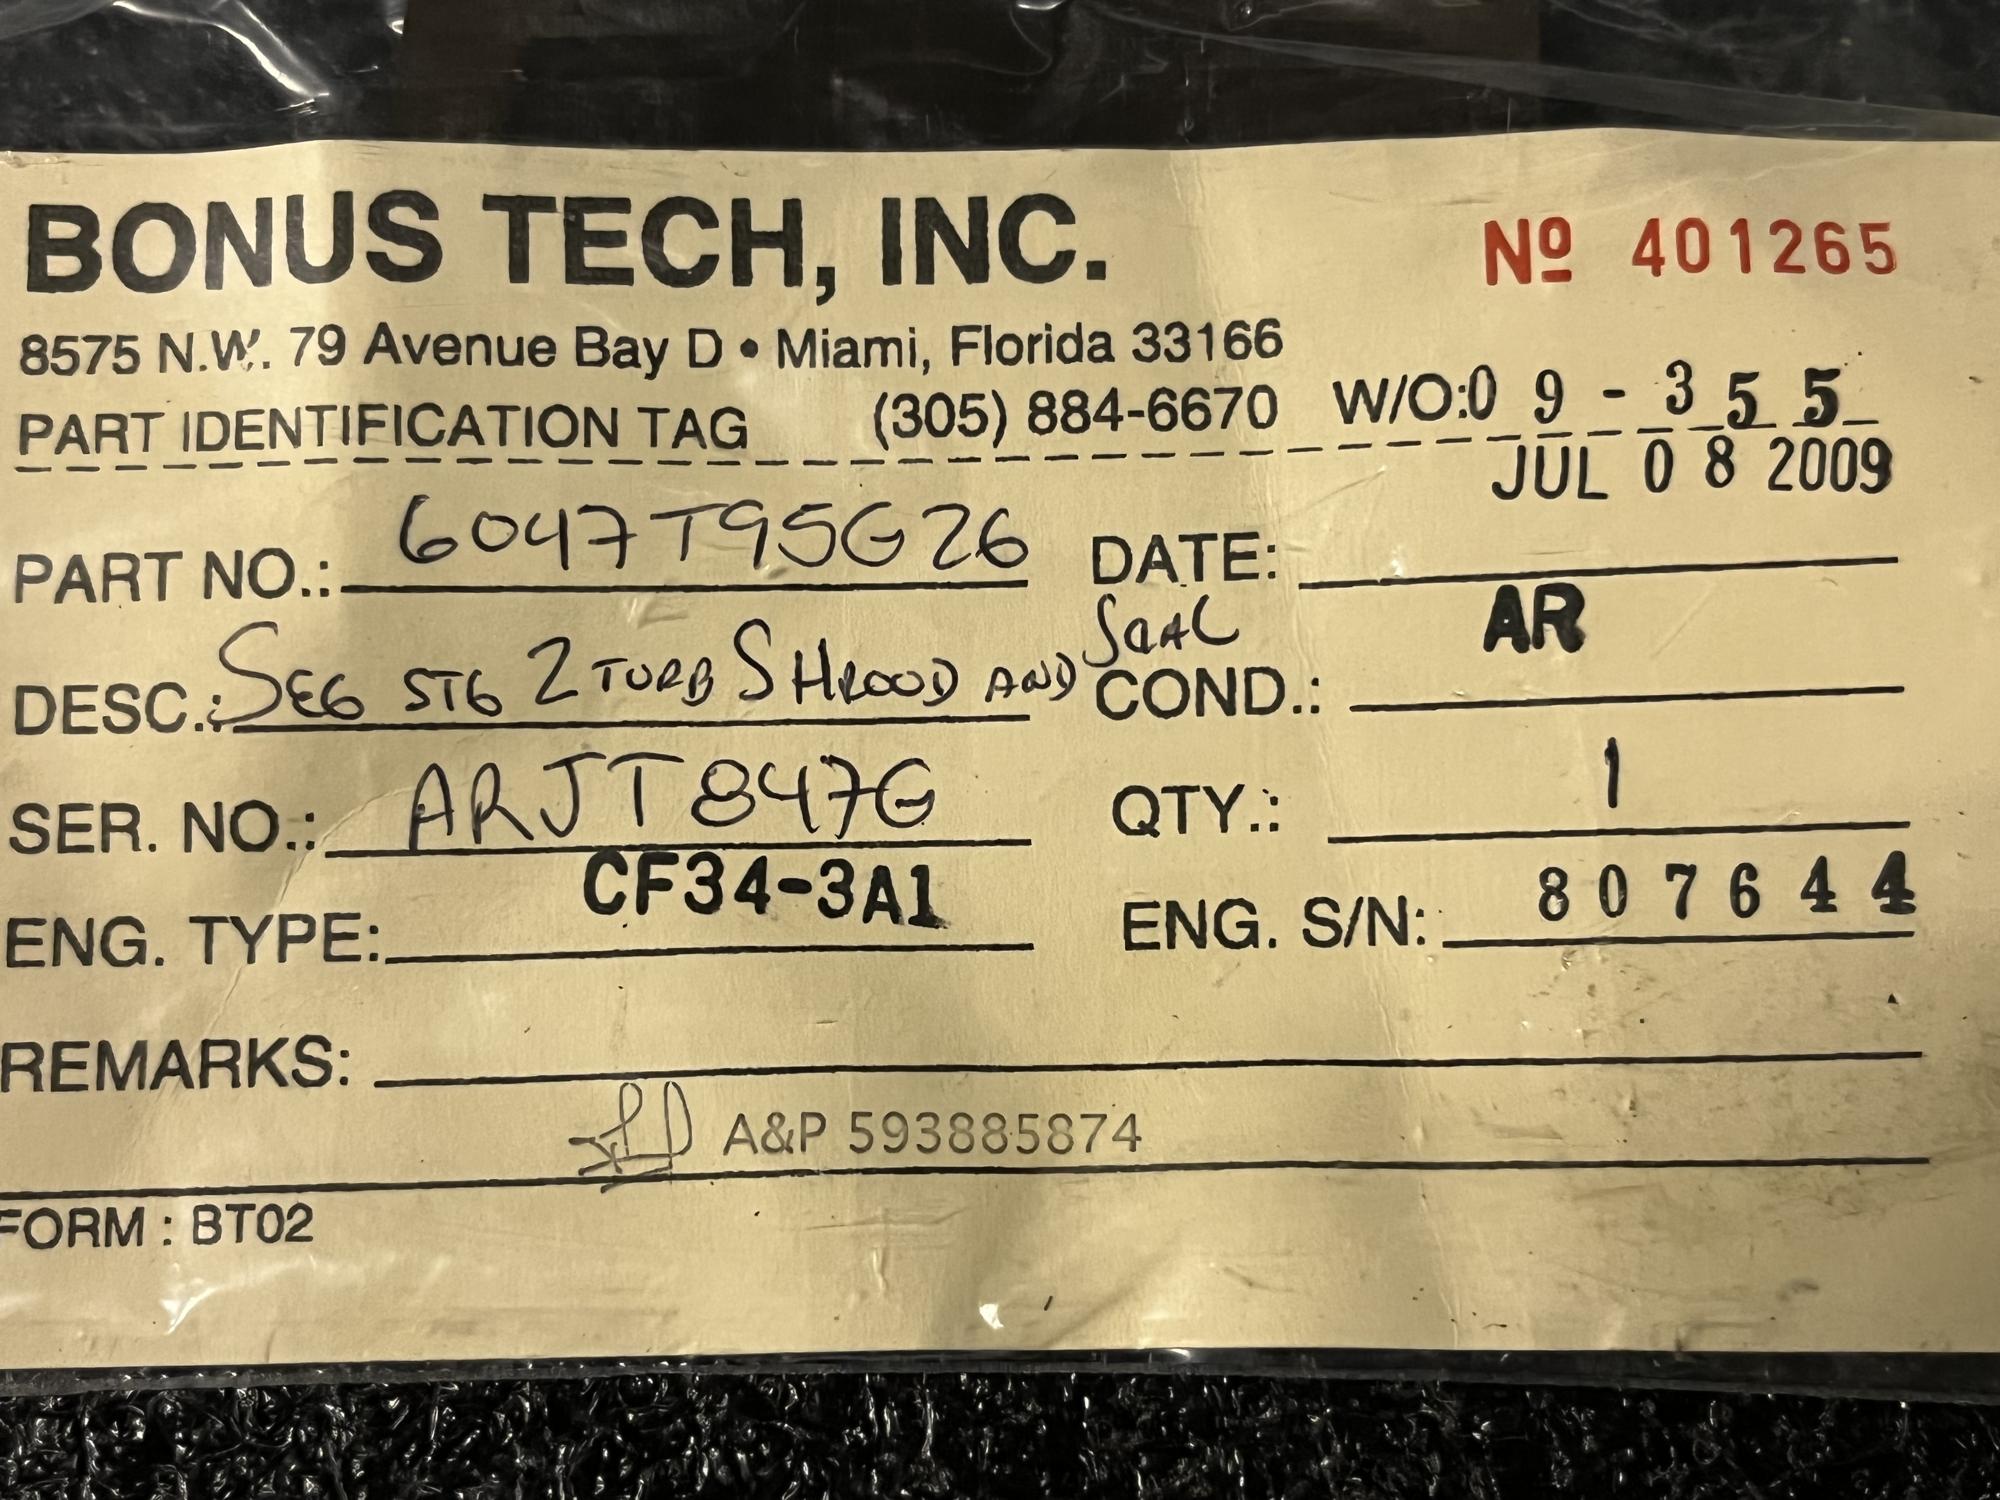 BONUS TECH, INC.
Nº 401265
8575 N.W. 79 Avenue Bay D • Miami, Florida 33166
PART IDENTIFICATION TAG (305) 884-6670 W/O: 09-355
JUL 08 2009
PART NO.: 6047T95G26 DATE:
DESC.: SEG STG 2 TURB SHROOD AND SEAL
COND.: AR
SER. NO.: ARJT847G QTY.: 1
ENG. TYPE: CF34-3A1 ENG. S/N: 807644
REMARKS:
A&P 593885874
FORM : BT02